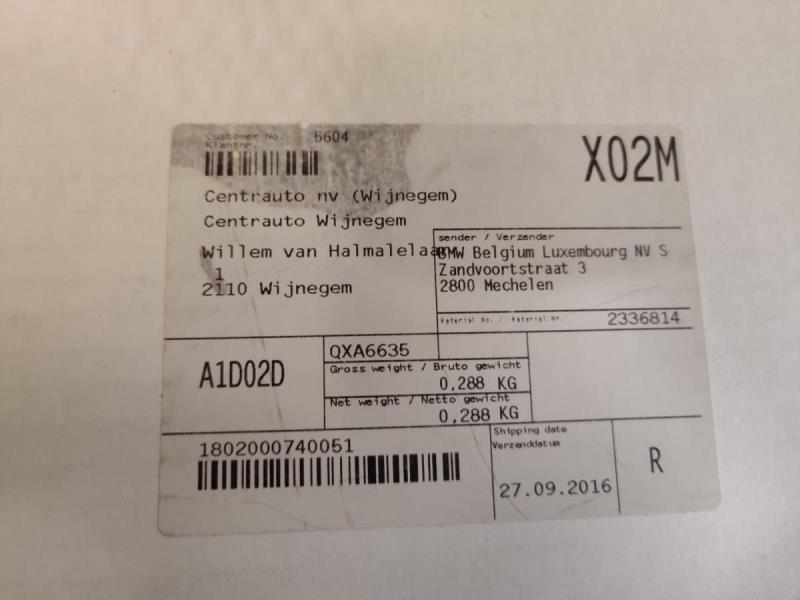 Customer No. 5604
Klantnr.
X02M
Centrauto nv (Wijnegem)
Centrauto Wijnegem
Willem van Halmalelaan
1
2110 Wijnegem
sender / Verzender
BMW Belgium Luxembourg NV S
Zandvoortstraat 3
2800 Mechelen
Material No. / Material Nr. 2336814
A1D02D
QXA6635
Gross weight / Bruto gewicht
0,288 KG
Net weight / Netto gewicht
0,288 KG
1802000740051
Shipping date
Verzenddatum
27.09.2016
R